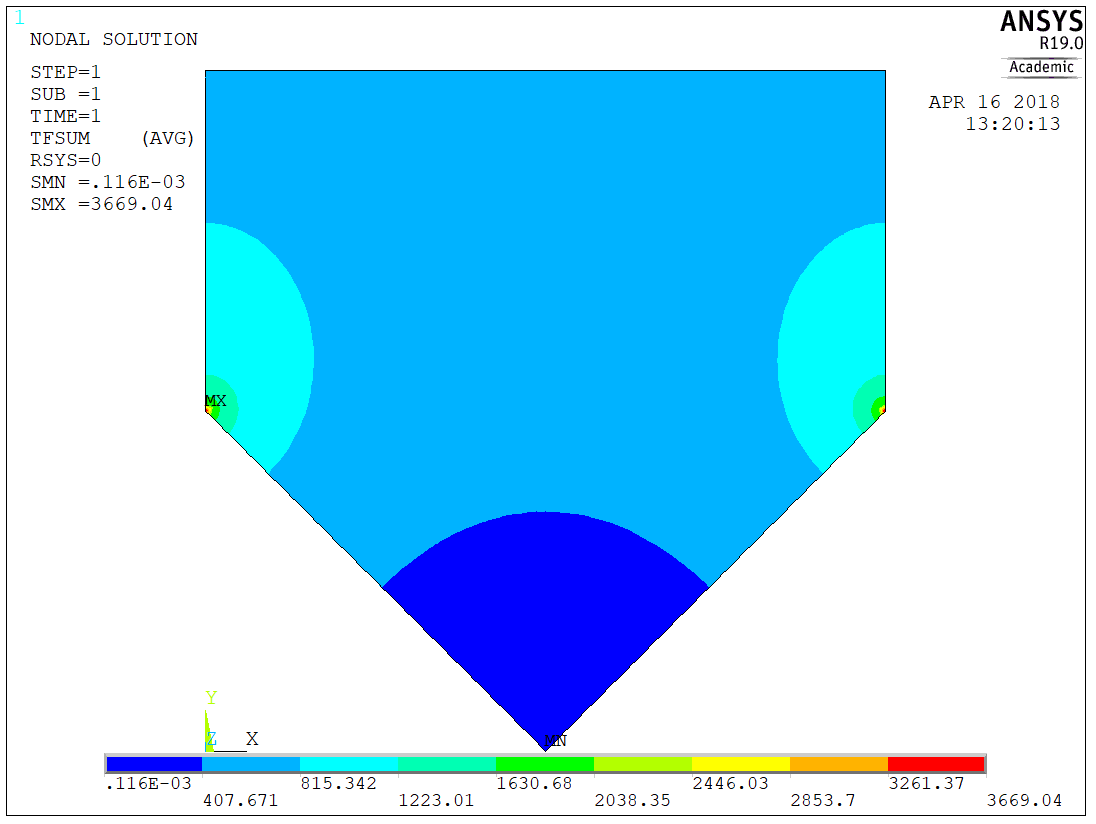 1
NODAL SOLUTION
STEP=1
SUB =1
TIME=1
TFSUM (AVG)
RSYS=0
SMN =.116E-03
SMX =3669.04
ANSYS
R19.0
Academic
APR 16 2018
13:20:13
MX
MN
Y
Z X
.116E-03 815.342 1630.68 2446.03 3261.37
407.671 1223.01 2038.35 2853.7 3669.04